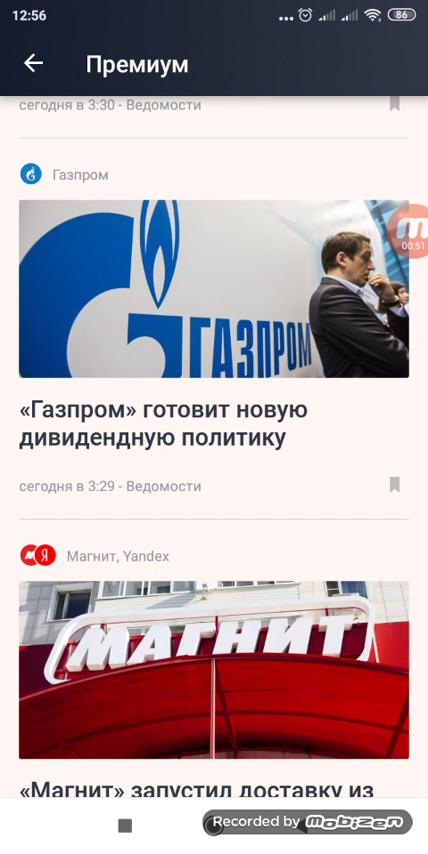 12:56
86
Премиум
сегодня в 3:30 - Ведомости
Газпром
00:51
ГАЗПРОМ
«Газпром» готовит новую
дивидендную политику
сегодня в 3:29 - Ведомости
Магнит, Yandex
МАГНИТ
«Магнит» запустил доставку из
Recorded by mobizen